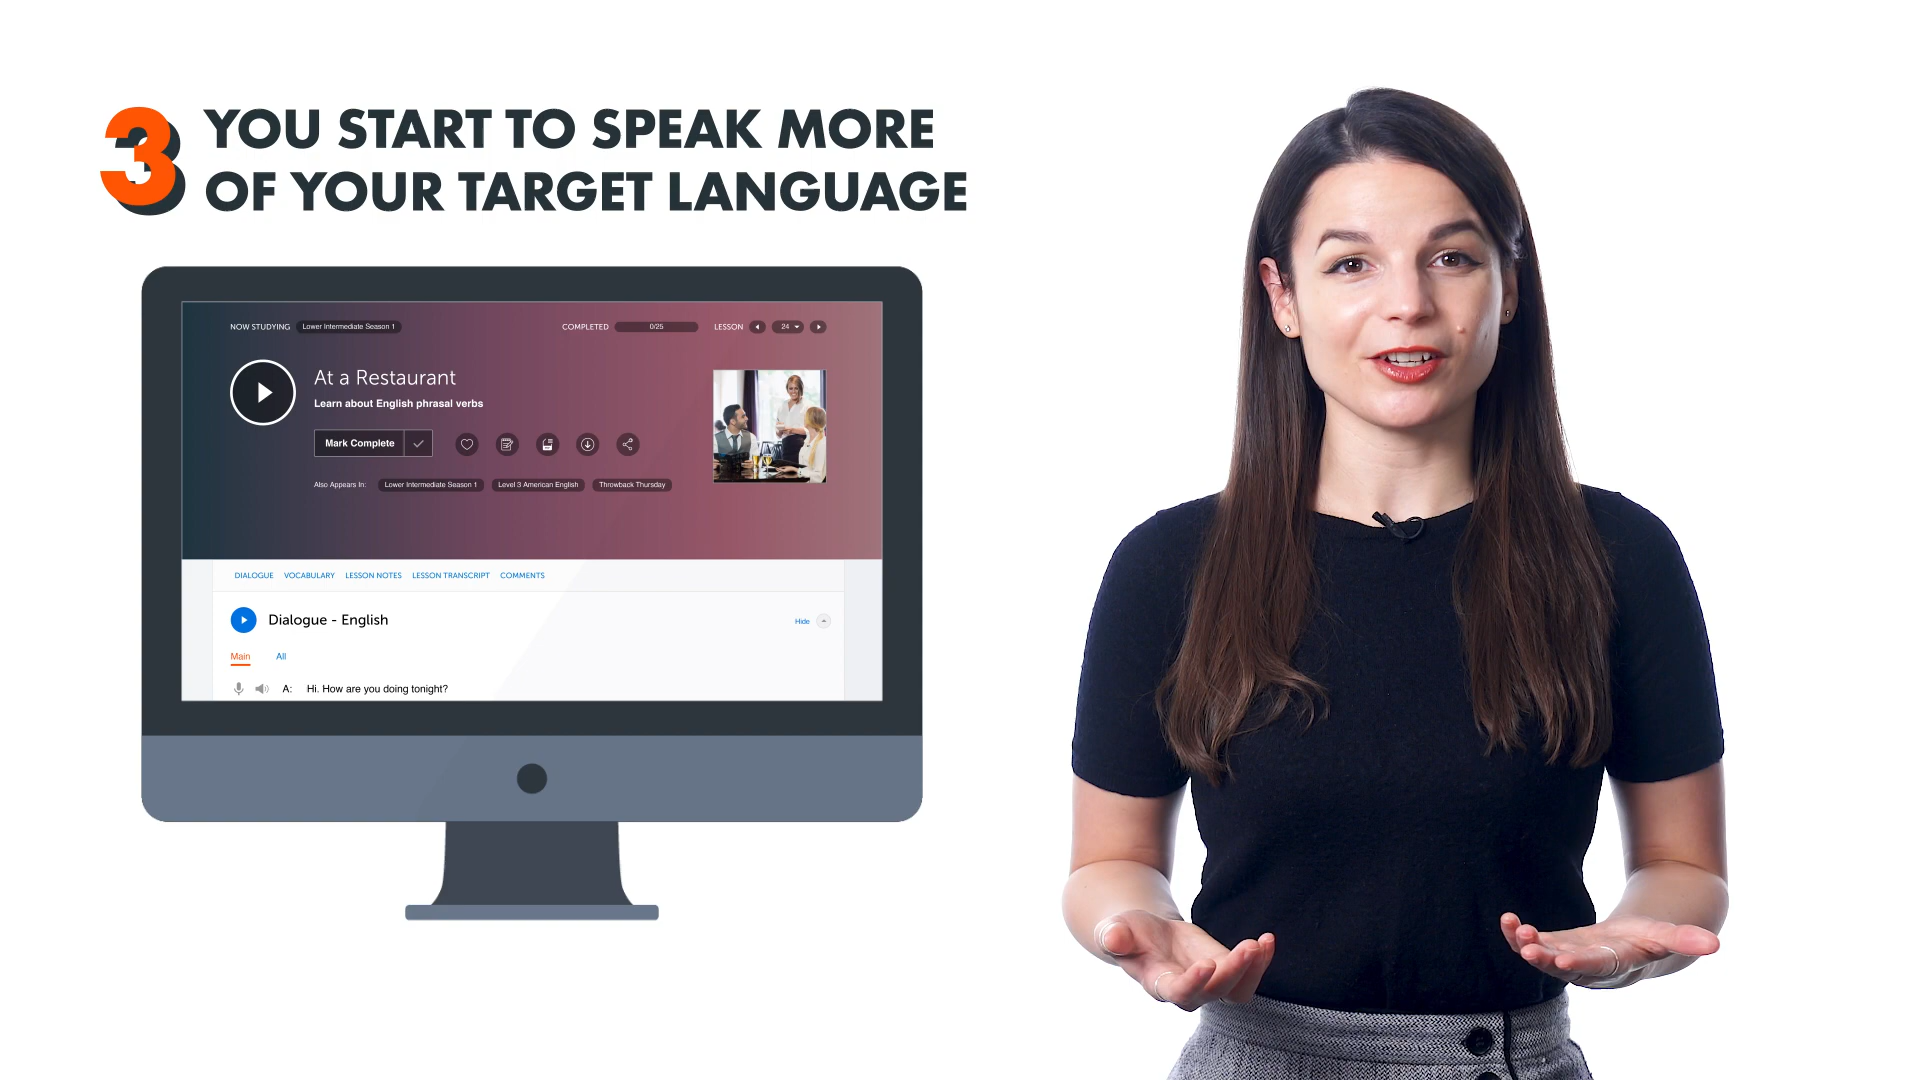 3 YOU START TO SPEAK MORE
OF YOUR TARGET LANGUAGE
NOW STUDYING Lower Intermediate Season 1 COMPLETED 0/25 LESSON 24
At a Restaurant
Learn about English phrasal verbs
Mark Complete
Also Appears In: Lower Intermediate Season 1 Level 3 American English Throwback Thursday
DIALOGUE VOCABULARY LESSON NOTES LESSON TRANSCRIPT COMMENTS
Dialogue - English Hide
Main All
A: Hi. How are you doing tonight?